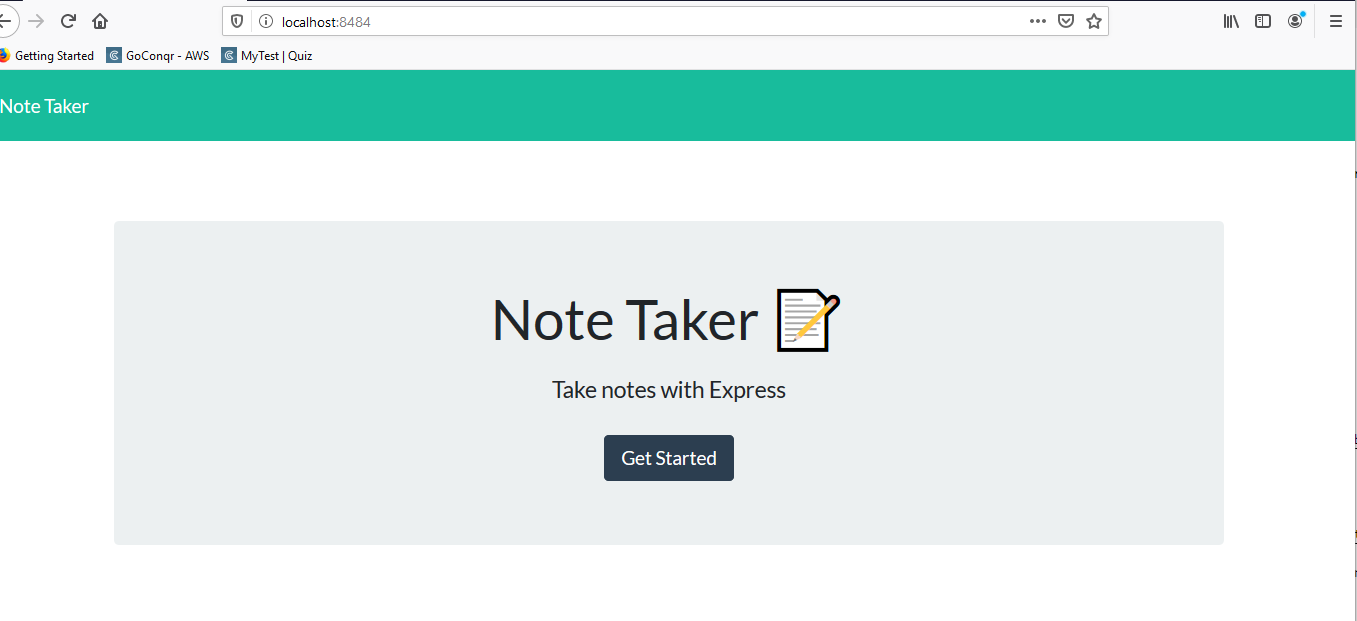 localhost:8484
Getting Started GoConqr - AWS MyTest | Quiz
Note Taker
Note Taker
Take notes with Express
Get Started